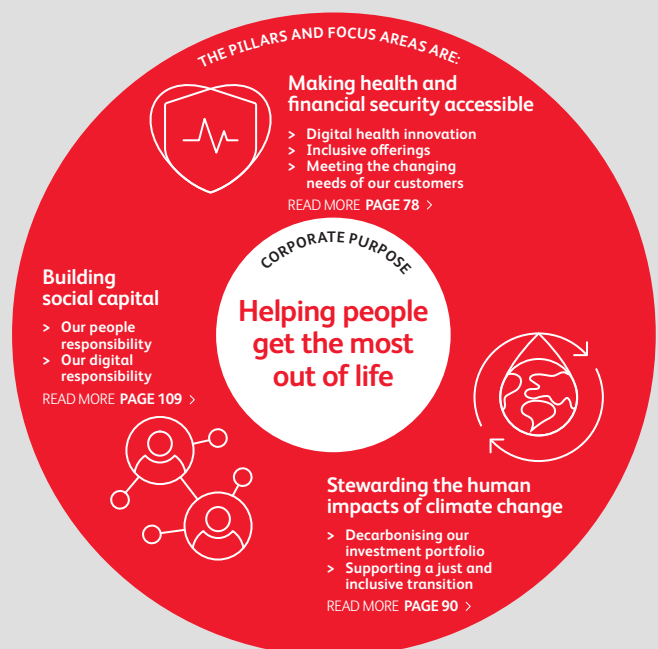 THE PILLARS AND FOCUS AREAS ARE:
Making health and
financial security accessible
> Digital health innovation
> Inclusive offerings
> Meeting the changing
needs of our customers
READ MORE PAGE 78 >
CORPORATE PURPOSE
Helping people
get the most
out of life
Building
social capital
> Our people
responsibility
> Our digital
responsibility
READ MORE PAGE 109 >
Stewarding the human
impacts of climate change
> Decarbonising our
investment portfolio
> Supporting a just and
inclusive transition
READ MORE PAGE 90 >